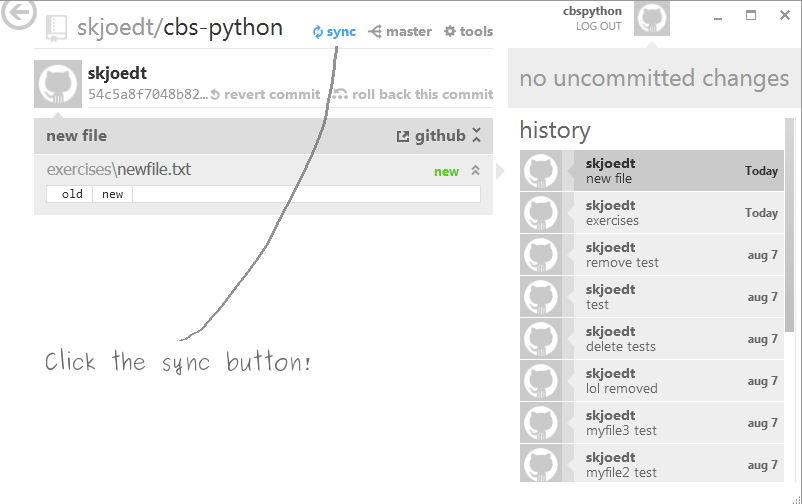 skjoedt/cbs-python
sync
master
tools
cbspython
LOG OUT
skjoedt
54c5a8f7048b82...
revert commit
roll back this commit
no uncommitted changes
new file
github
exercises\newfile.txt
new
old
new
Click the sync button!
history
skjoedt
new file
Today
skjoedt
exercises
Today
skjoedt
remove test
aug 7
skjoedt
test
aug 7
skjoedt
delete tests
aug 7
skjoedt
lol removed
aug 7
skjoedt
myfile3 test
aug 7
skjoedt
myfile2 test
aug 7